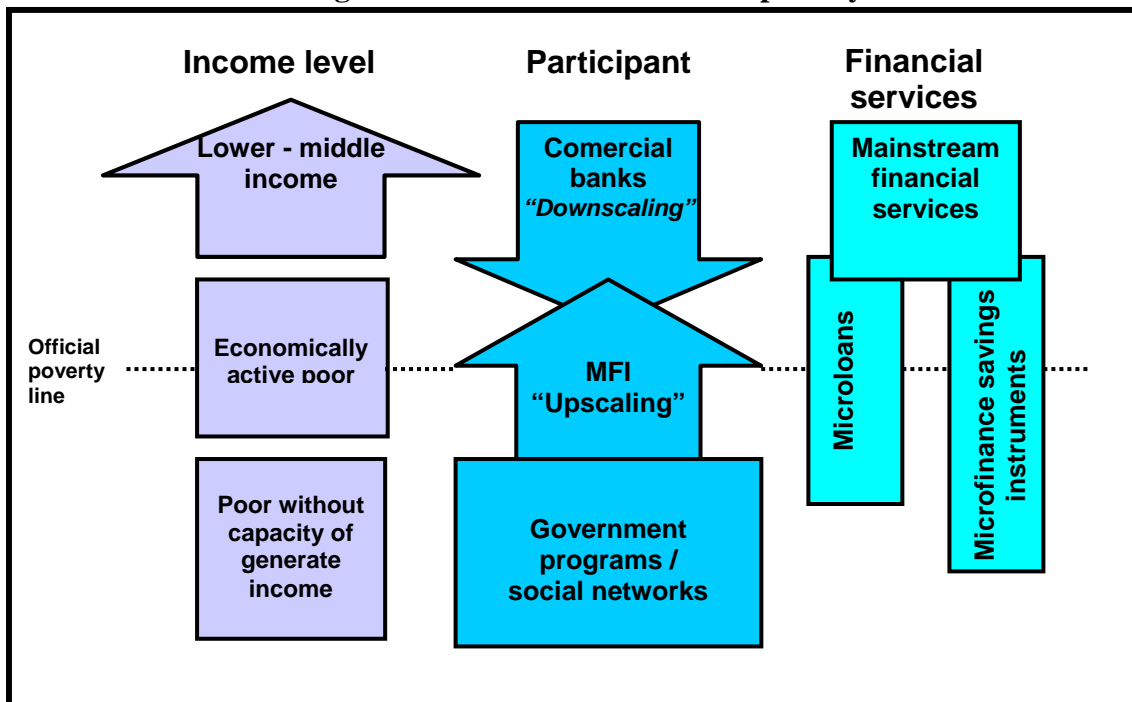 Income level
Participant
Financial
services
Lower - middle
income
Comercial
banks
“Downscaling”
Mainstream
financial
services
Official
poverty
line
Economically
active poor
MFI
“Upscaling”
Microloans
Microfinance savings
instruments
Poor without
capacity of
generate
income
Government
programs /
social networks